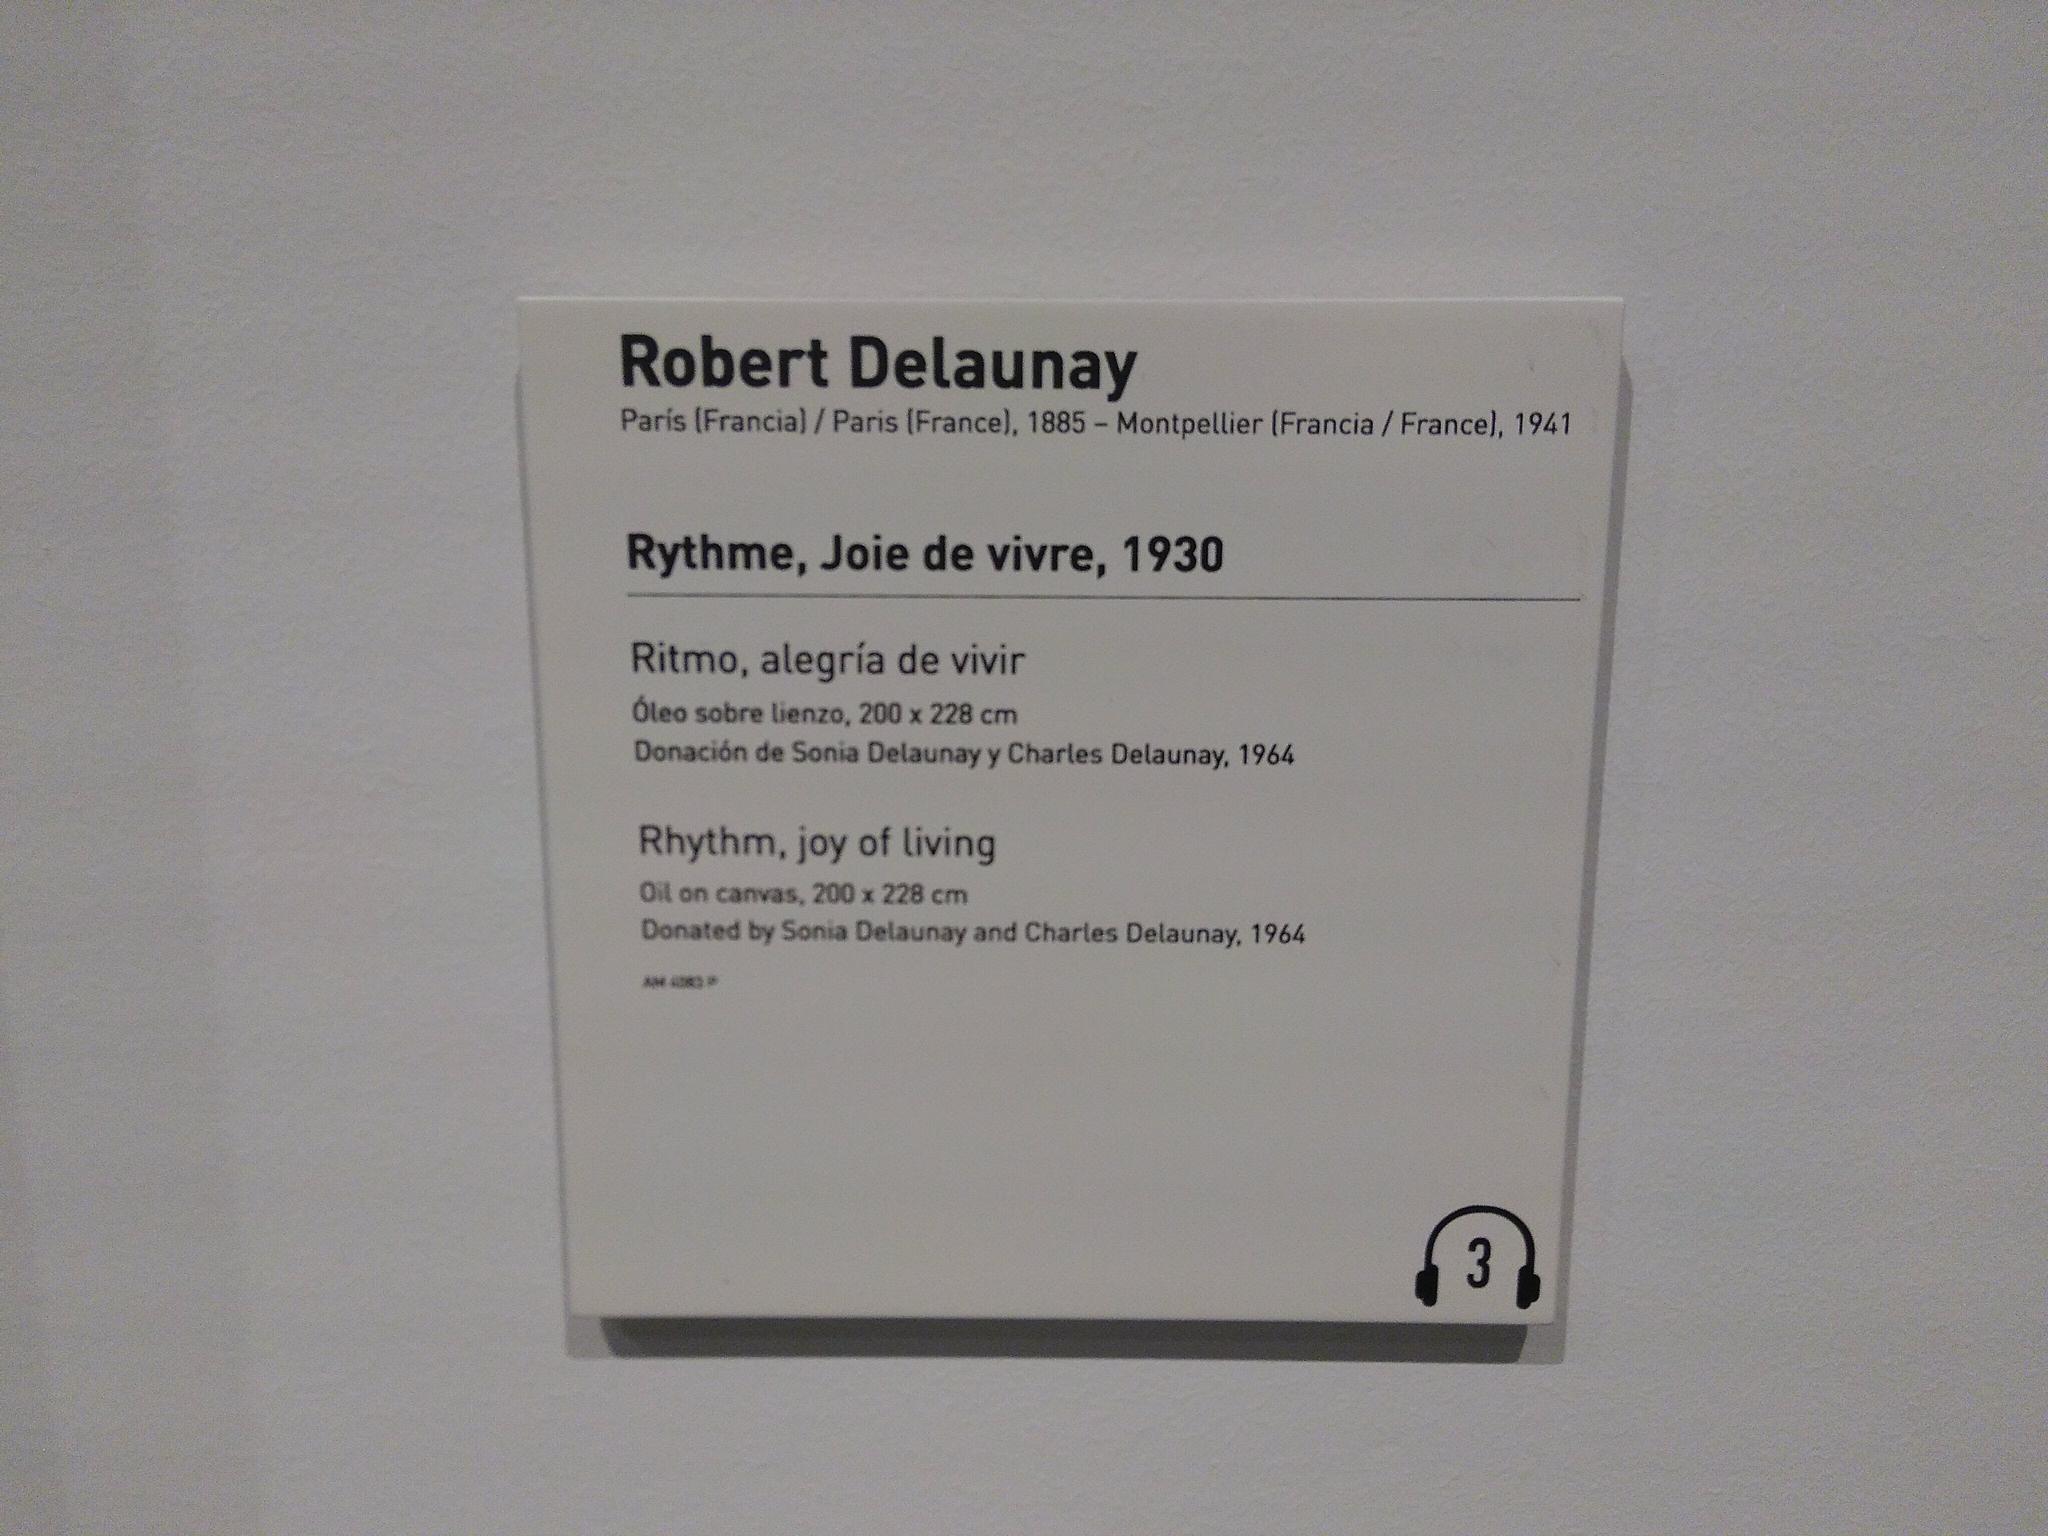 Robert Delaunay
París (Francia) / Paris (France), 1885 – Montpellier (Francia / France), 1941
Rythme, Joie de vivre, 1930
Ritmo, alegría de vivir
Óleo sobre lienzo, 200 x 228 cm
Donación de Sonia Delaunay y Charles Delaunay, 1964
Rhythm, joy of living
Oil on canvas, 200 x 228 cm
Donated by Sonia Delaunay and Charles Delaunay, 1964
AM
3